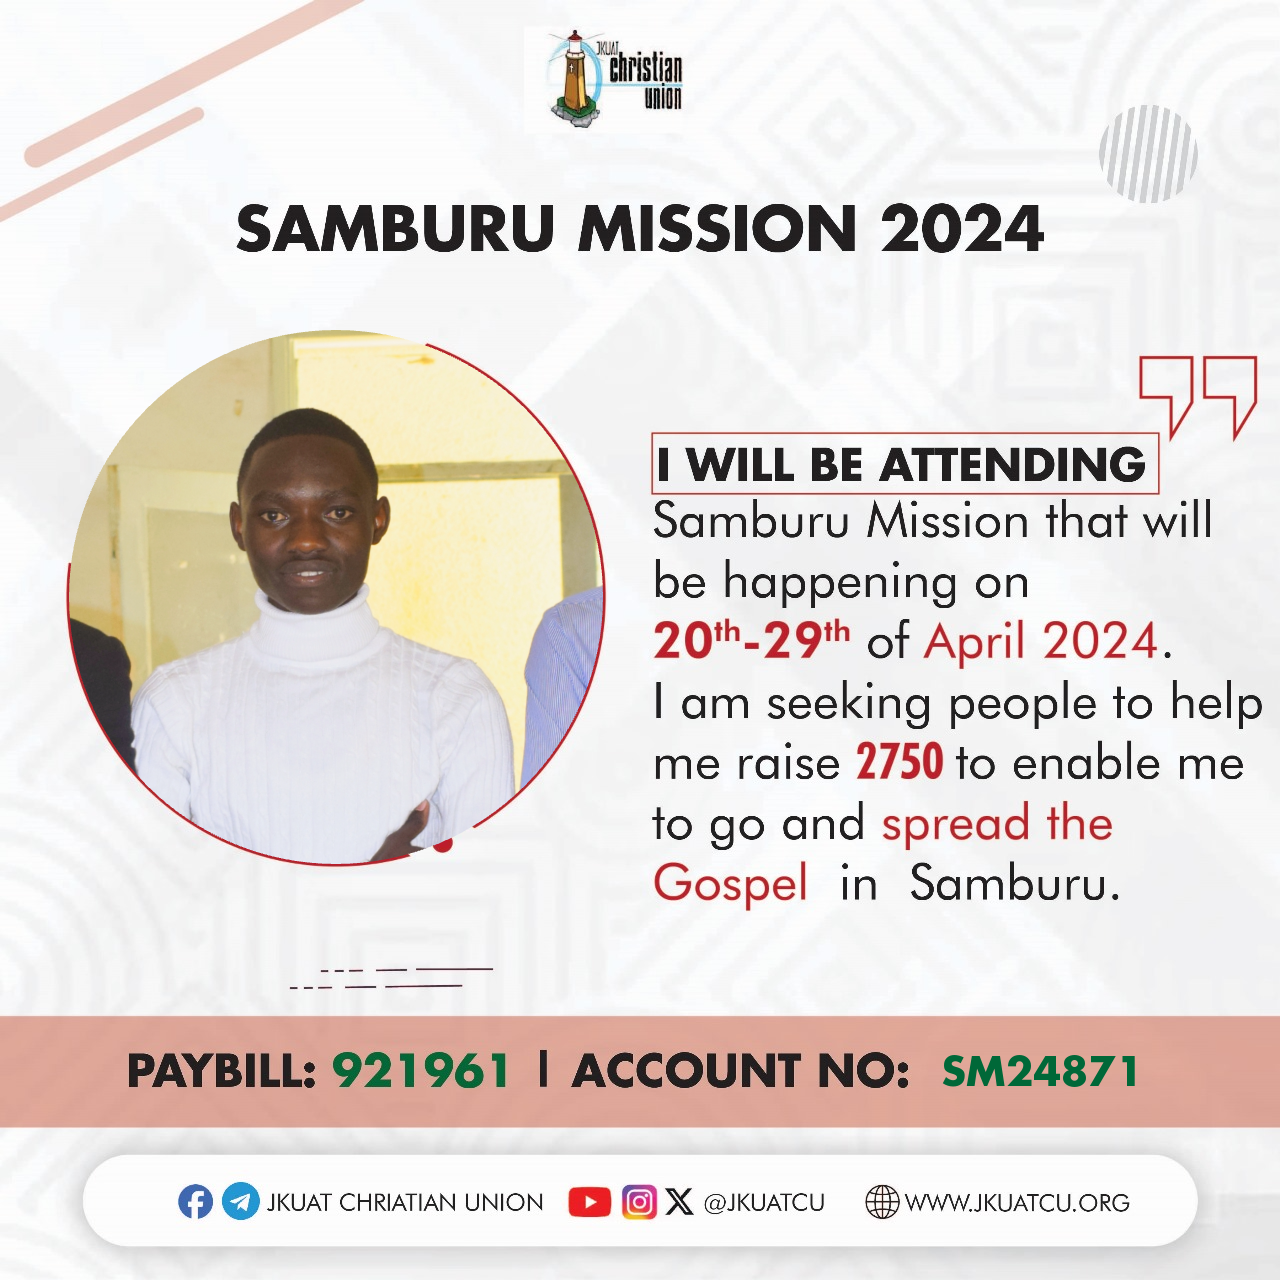 JKUAT
christian
union
SAMBURU MISSION 2024
I WILL BE ATTENDING
Samburu Mission that will
be happening on
20th-29th of April 2024.
I am seeking people to help
me raise 2750 to enable me
to go and spread the
Gospel in Samburu.
PAYBILL: 921961 | ACCOUNT NO: SM24871
JKUAT CHRIATIAN UNION @JKUATCU WWW.JKUATCU.ORG